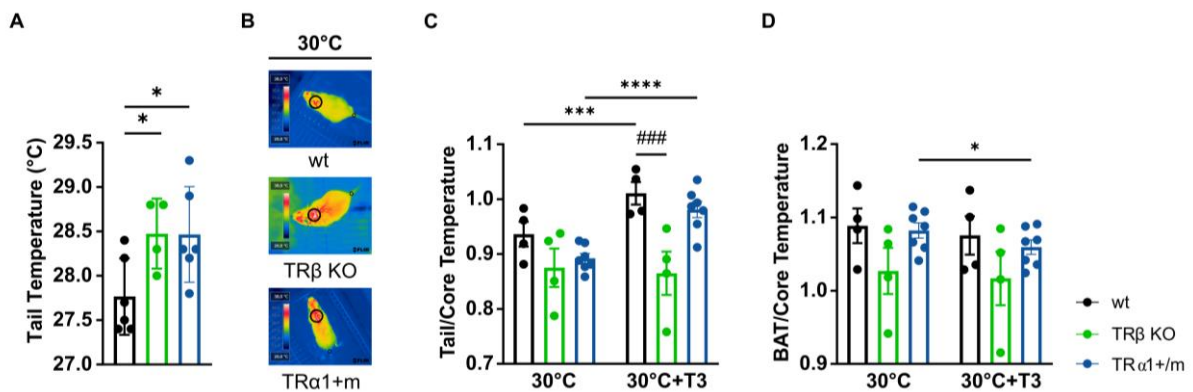 A
B
C
D
30°C
* 
*
Tail Temperature (°C)
29.5
29.0
28.5
28.0
27.5
27.0
wt
TRβ KO
TRα1+m
****
***
###
Tail/Core Temperature
1.1
1.0
0.9
0.8
0.7
30°C
30°C+T3
*
BAT/Core Temperature
1.2
1.1
1.0
0.9
30°C
30°C+T3
wt
TRβ KO
TRα1+/m